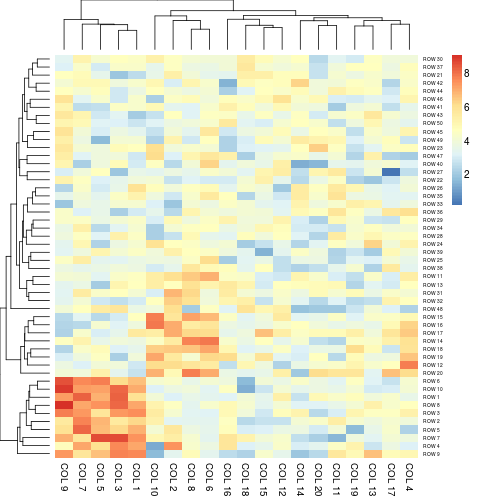 ROW 30
ROW 37
ROW 21
ROW 42
ROW 44
ROW 46
ROW 41
ROW 43
ROW 50
ROW 45
ROW 49
ROW 23
ROW 47
ROW 40
ROW 27
ROW 22
ROW 26
ROW 35
ROW 33
ROW 36
ROW 29
ROW 34
ROW 28
ROW 24
ROW 39
ROW 25
ROW 38
ROW 11
ROW 13
ROW 31
ROW 32
ROW 48
ROW 15
ROW 16
ROW 17
ROW 14
ROW 18
ROW 19
ROW 12
ROW 20
ROW 6
ROW 10
ROW 1
ROW 8
ROW 3
ROW 2
ROW 5
ROW 7
ROW 4
ROW 9
8
6
4
2
COL 9
COL 7
COL 5
COL 3
COL 1
COL 10
COL 2
COL 8
COL 6
COL 16
COL 18
COL 15
COL 12
COL 14
COL 20
COL 11
COL 19
COL 13
COL 17
COL 4